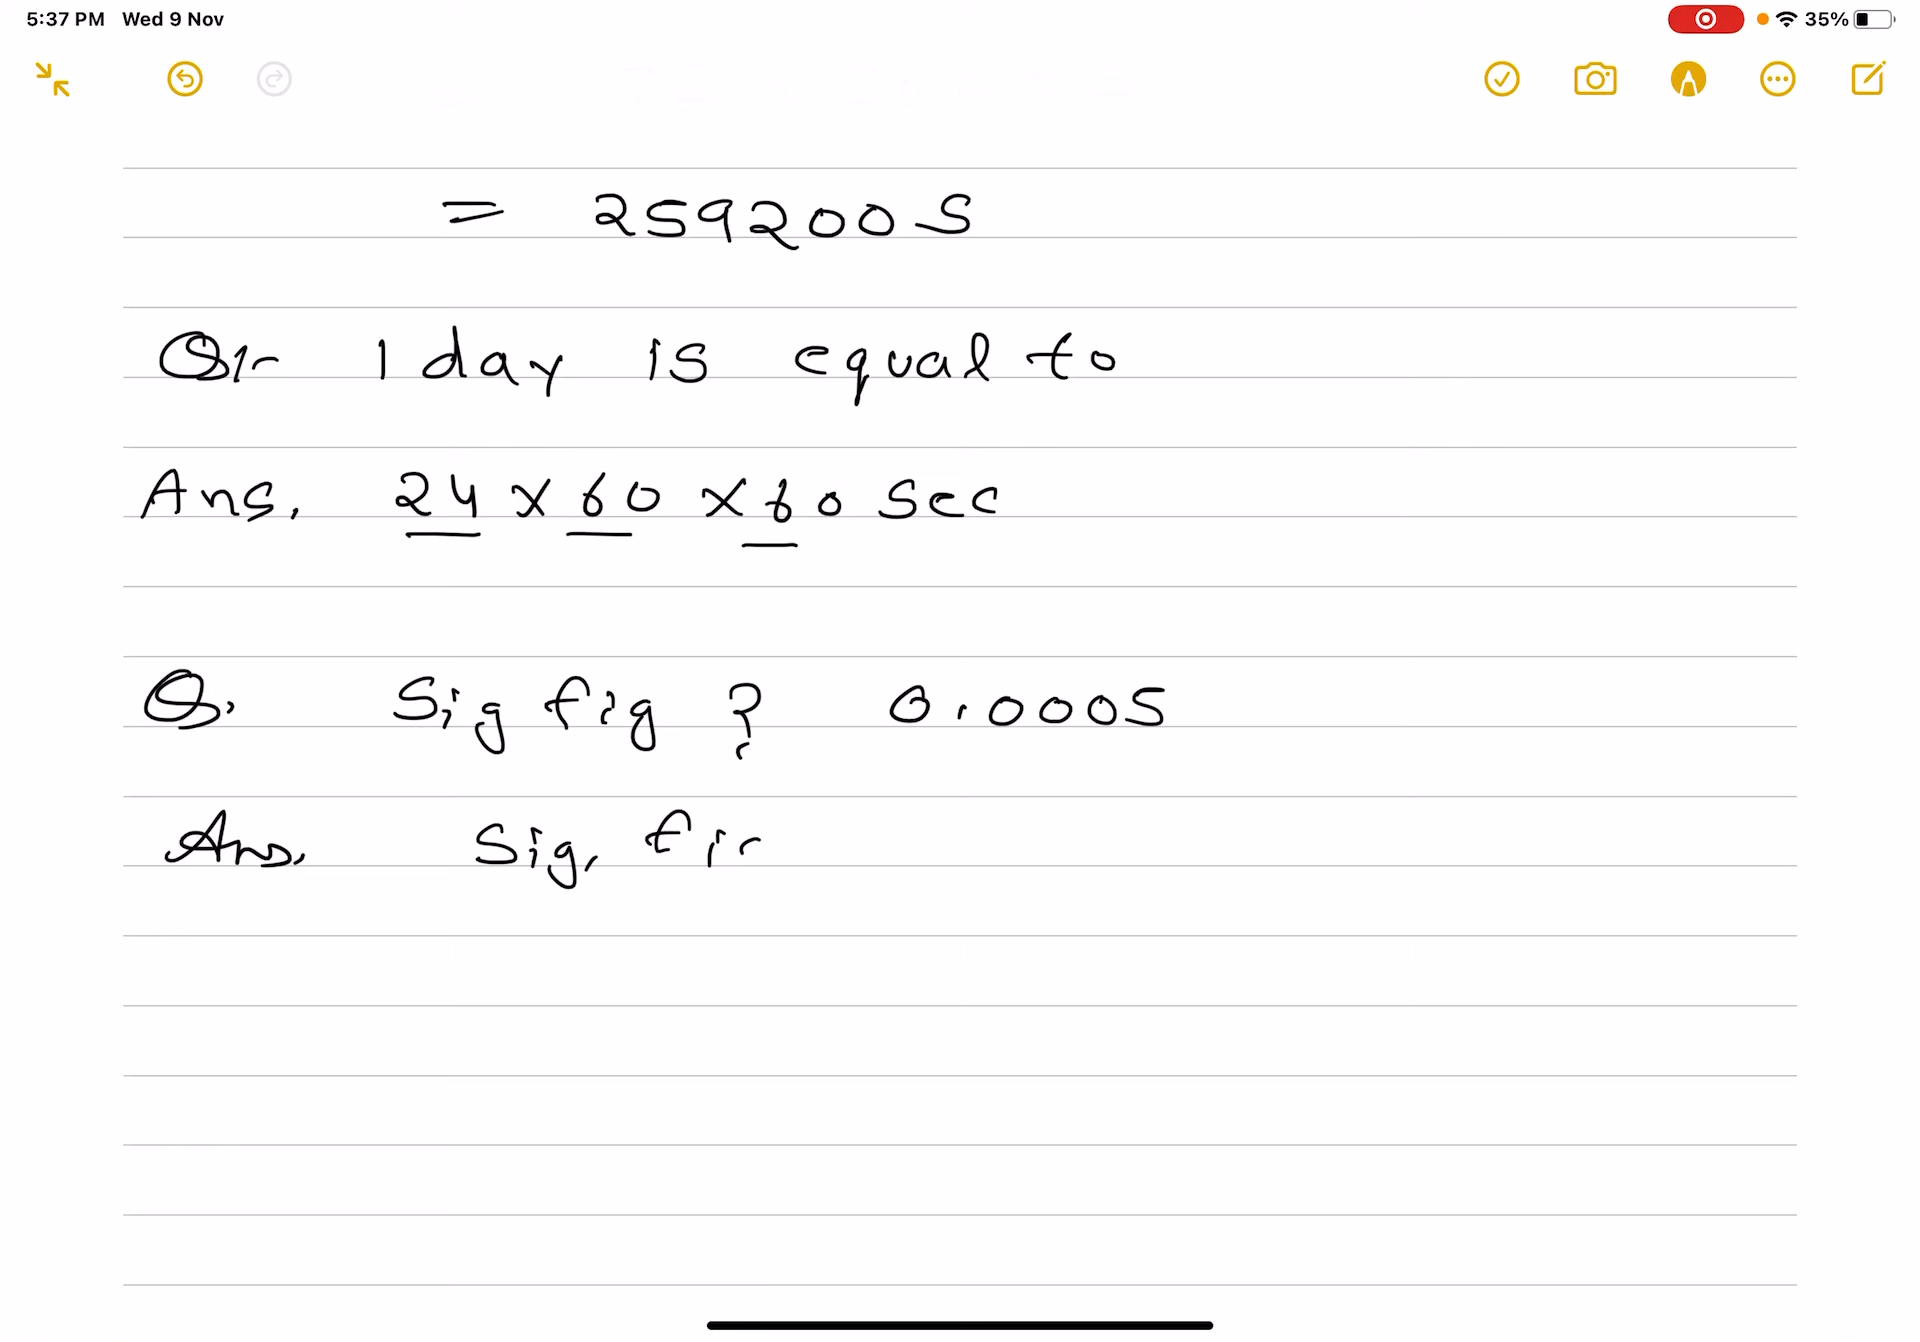 5:37 PM Wed 9 Nov 35%
= 259200 S
Q1- 1 day is equal to
Ans. 24 x 60 x 60 Sec
Q. Sig fig ? 0.0005
Ans. Sig. fi